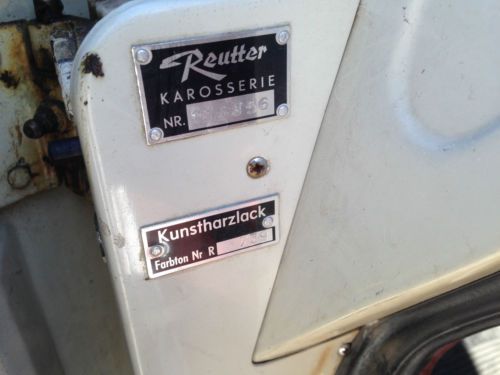 Reutter
KAROSSERIE
NR.
Kunstharzlack
Farbton Nr R